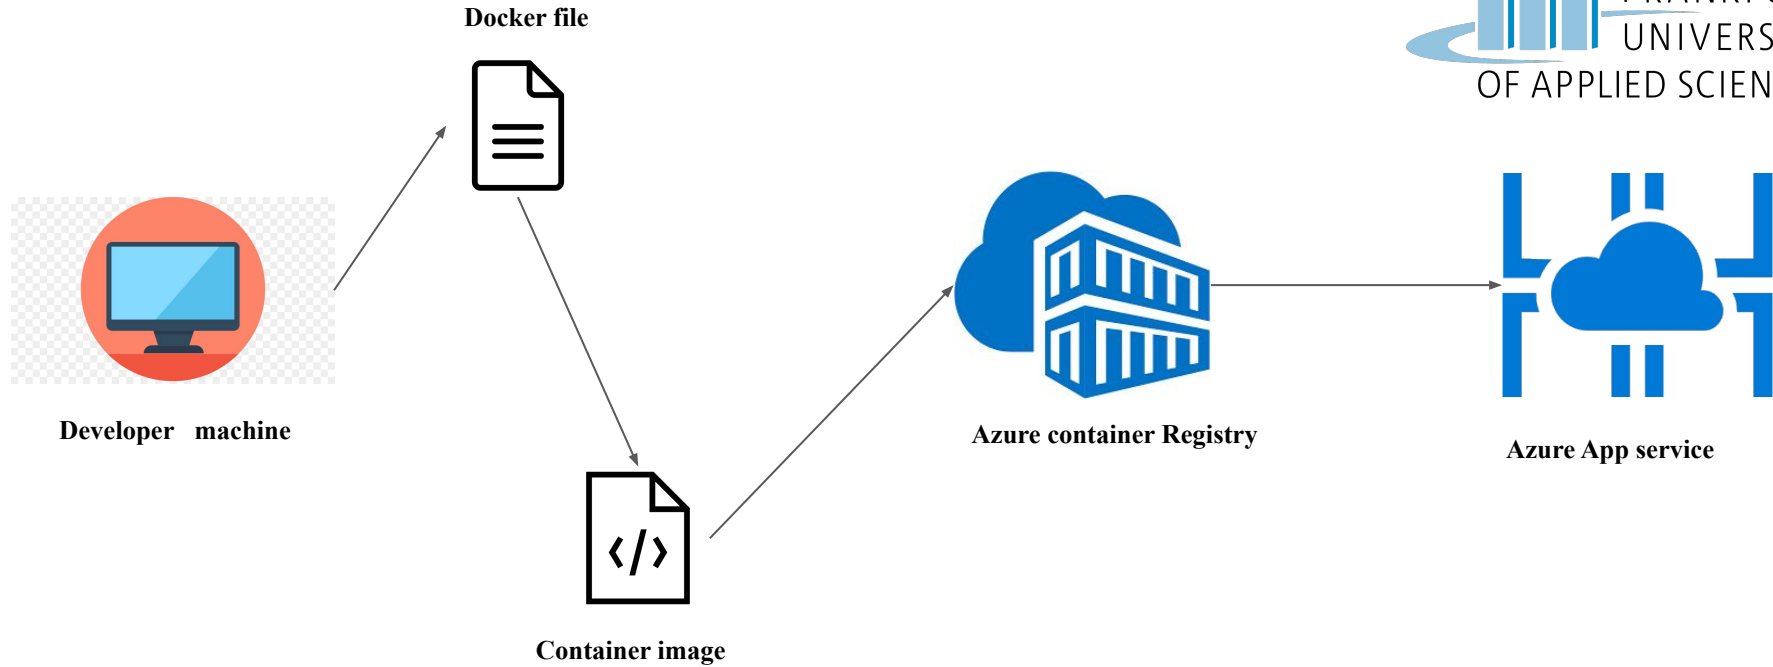 Docker file
UNIVERS
OF APPLIED SCIEN
Developer machine
Azure container Registry
Azure App service
Container image